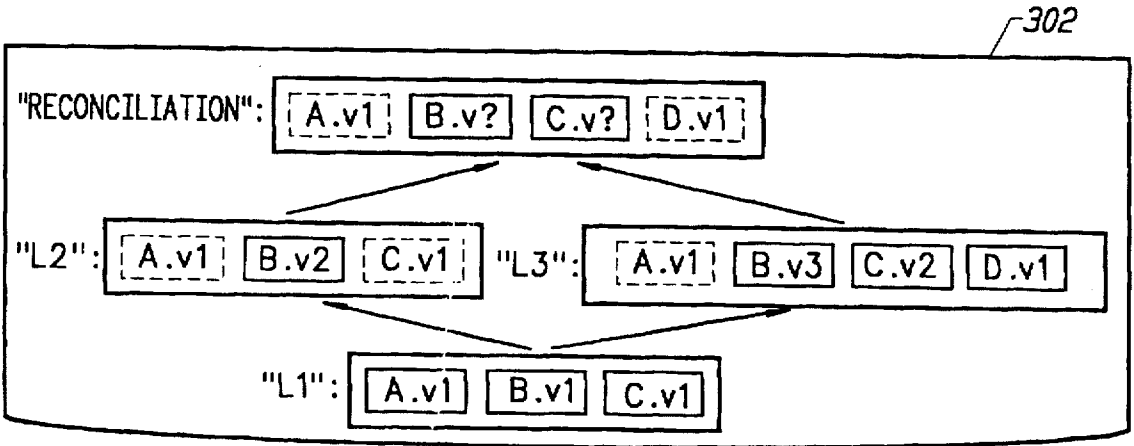 302
"RECONCILIATION": A.v1 B.v? C.v? D.v1
"L2": A.v1 B.v2 C.v1 "L3": A.v1 B.v3 C.v2 D.v1
"L1": A.v1 B.v1 C.v1